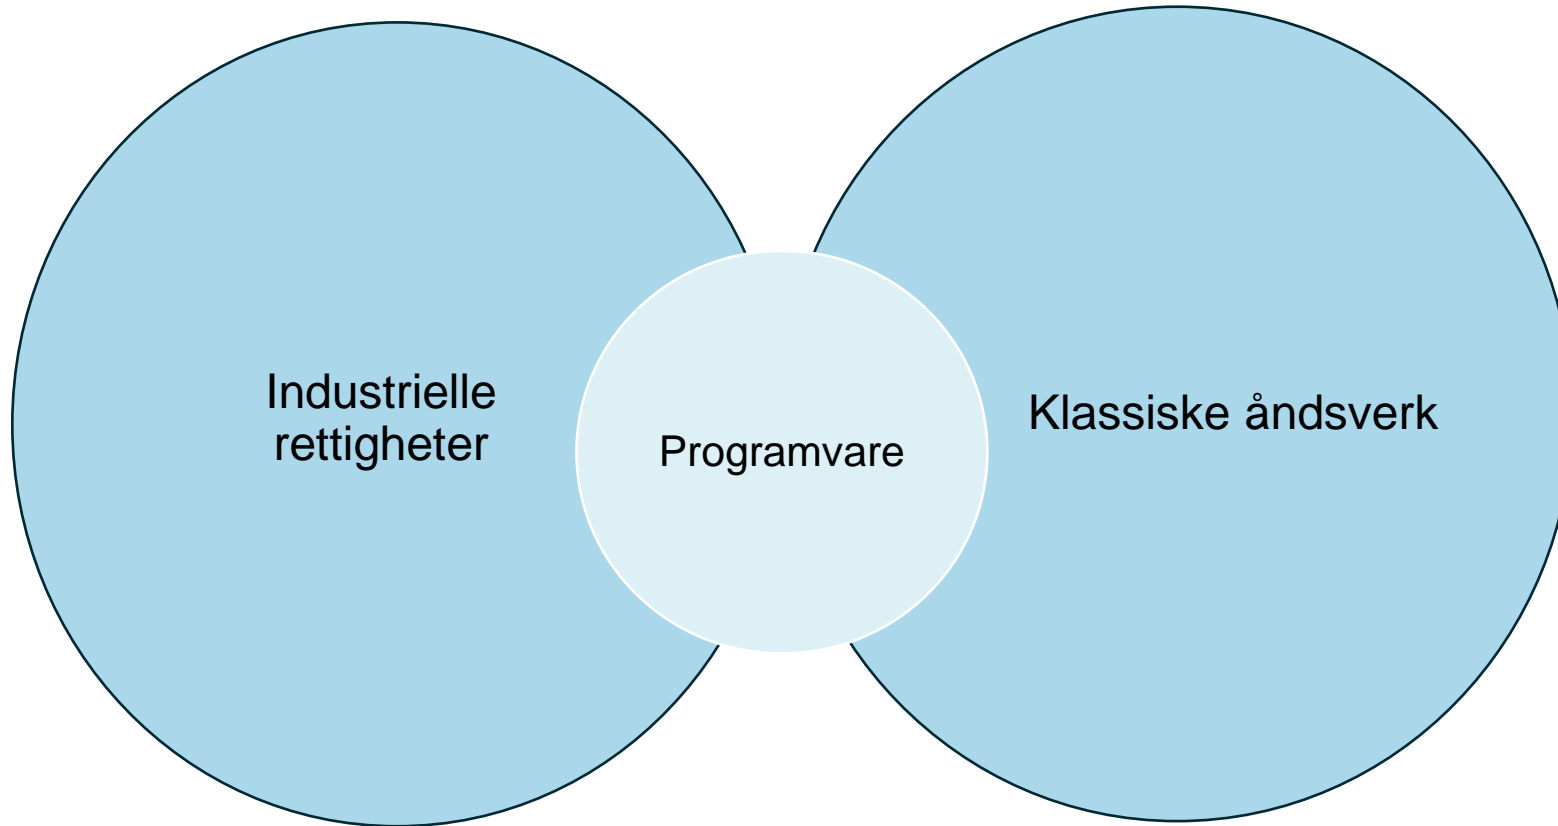 Industrielle
rettigheter
Programvare
Klassiske åndsverk